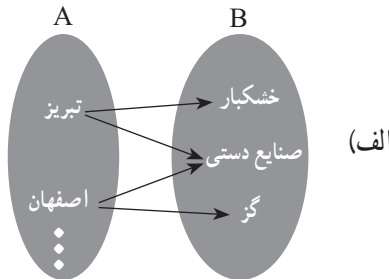 A B
تبریز
خشکبار
صنایع دستی
الف)
اصفهان
گز